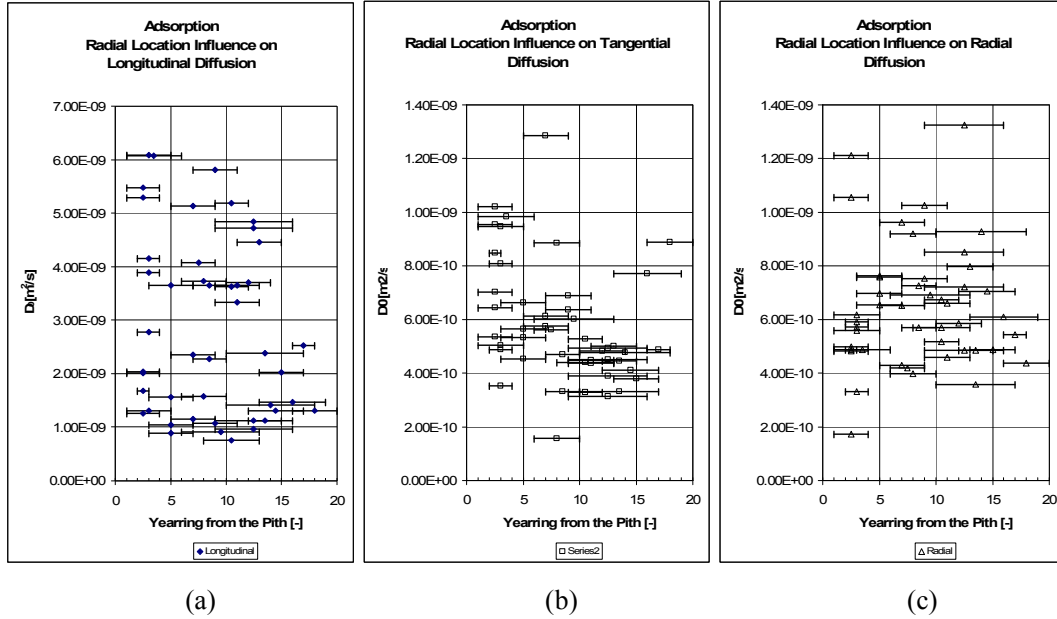 Adsorption
Radial Location Influence on
Longitudinal Diffusion
7.00E-09
6.00E-09
5.00E-09
4.00E-09
3.00E-09
2.00E-09
1.00E-09
0.00E+00
0 5 10 15 20
Yearring from the Pith [-]
Longitudinal
(a)
Adsorption
Radial Location Influence on Tangential
Diffusion
D0[m2/s
1.40E-09
1.20E-09
1.00E-09
8.00E-10
6.00E-10
4.00E-10
2.00E-10
0.00E+00
0 5 10 15 20
Yearring from the Pith [-]
Series2
(b)
Adsorption
Radial Location Influence on Radial
Diffusion
D0[m2/s
1.40E-09
1.20E-09
1.00E-09
8.00E-10
6.00E-10
4.00E-10
2.00E-10
0.00E+00
0 5 10 15 20
Yearring from the Pith [-]
Radial
(c)